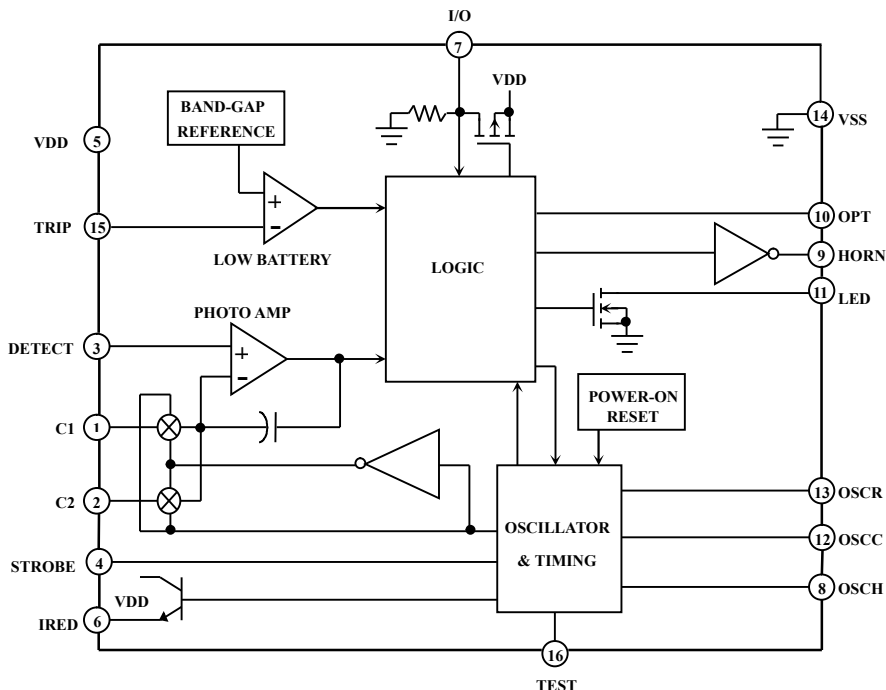 I/O
7
BAND-GAP
REFERENCE
VDD
VDD
5
14
VSS
+
-
TRIP
15
LOW BATTERY
10
OPT
LOGIC
9
HORN
11
LED
PHOTO AMP
DETECT
3
+
-
POWER-ON
RESET
C1
1
C2
2
OSCILLATOR
& TIMING
13
OSCR
12
OSCC
STROBE
4
8
OSCH
VDD
IRED
6
16
TEST